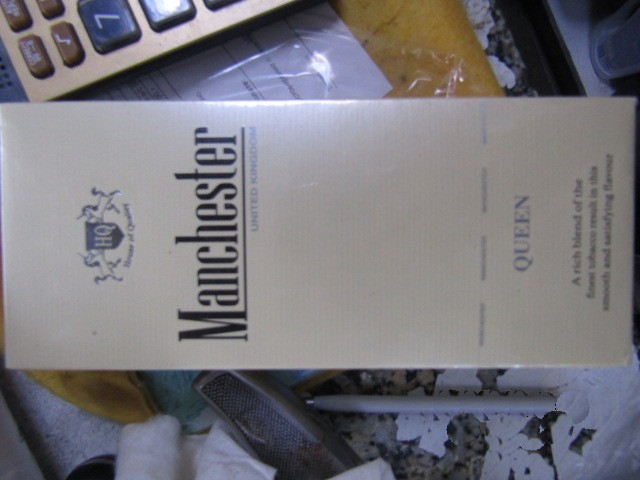 HQ
House of Quality
Manchester
UNITED KINGDOM
QUEEN
A rich blend of the
finest tobacco result in this
smooth and satisfying flavour
7